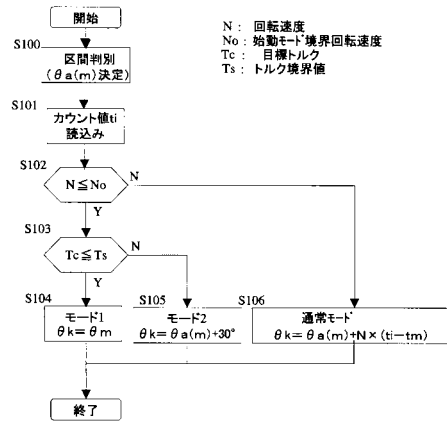 開始
N： 回転速度
No： 始動モード境界回転速度
Tc： 目標トルク
Ts： トルク境界値
S100
区間判別
(θa(m)決定)
S101
カウント値ti
読込み
S102
N≦No
N
Y
S103
Tc≦Ts
N
Y
S104
モード1
θk＝θm
S105
モード2
θk＝θa(m)+30°
S106
通常モード
θk＝θa(m)+N×(ti−tm)
終了